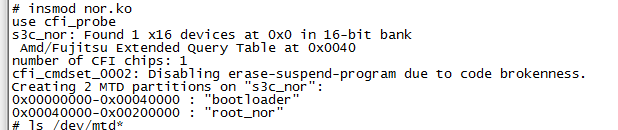 # insmod nor.ko
use cfi_probe
s3c_nor: Found 1 x16 devices at 0x0 in 16-bit bank
 Amd/Fujitsu Extended Query Table at 0x0040
number of CFI chips: 1
cfi_cmdset_0002: Disabling erase-suspend-program due to code brokenness.
Creating 2 MTD partitions on "s3c_nor":
0x00000000-0x00040000 : "bootloader"
0x00040000-0x00200000 : "root_nor"
# ls /dev/mtd*